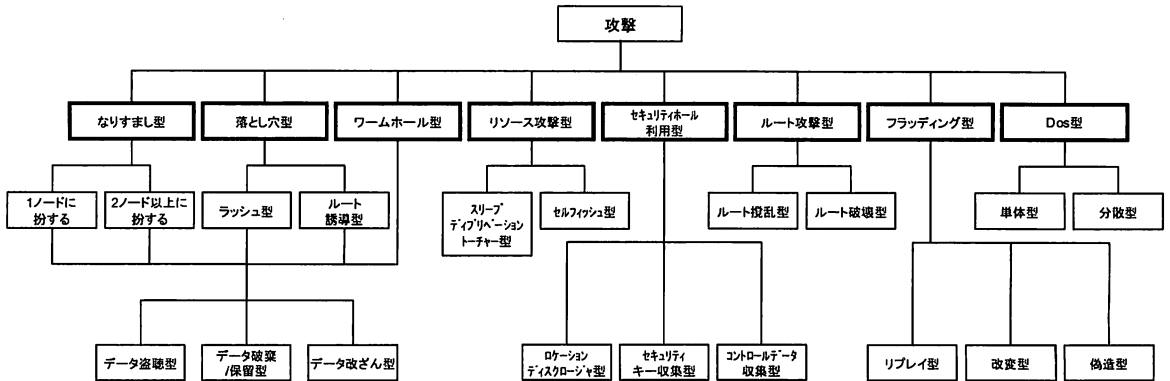 攻撃
なりすまし型
落とし穴型
ワームホール型
リソース攻撃型
セキュリティホール
利用型
ルート攻撃型
フラッディング型
Dos型
1ノードに
扮する
2ノード以上に
扮する
ラッシュ型
ルート
誘導型
スリープ
ディプリベーション
トーチャー型
セルフィッシュ型
ルート撹乱型
ルート破壊型
単体型
分散型
データ盗聴型
データ破棄
/保留型
データ改ざん型
ロケーション
ディスクロージャ型
セキュリティ
キー収集型
コントロールデータ
収集型
リプレイ型
改変型
偽造型